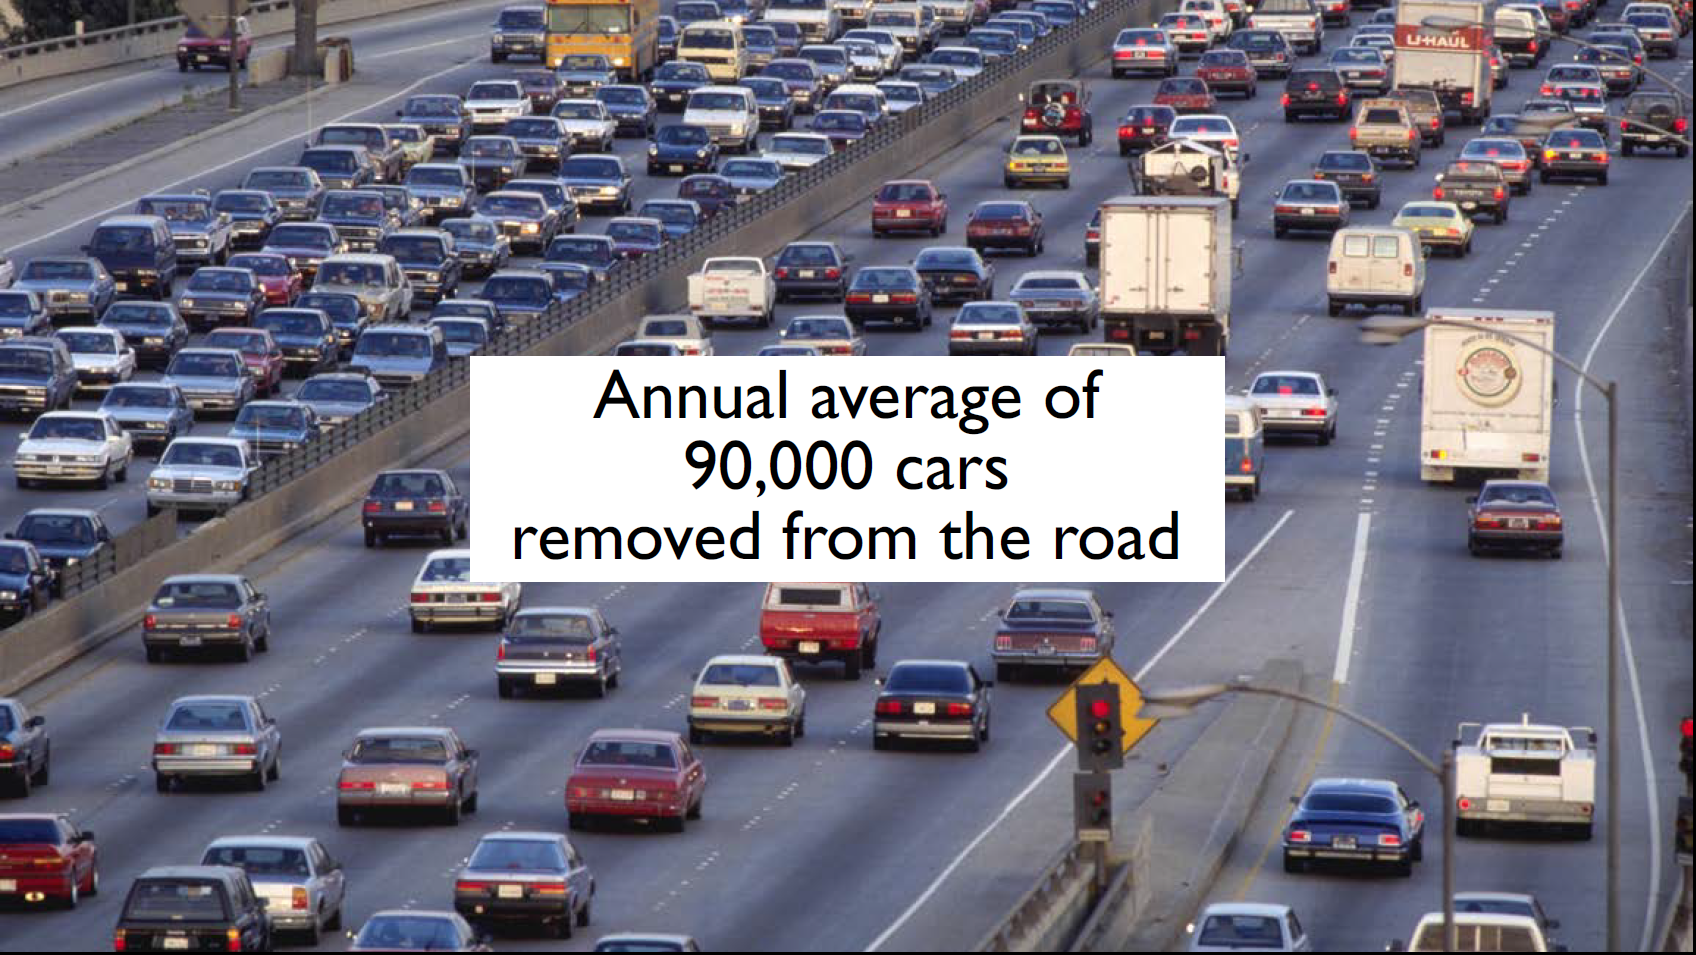 U-HAUL
Annual average of
90,000 cars
removed from the road